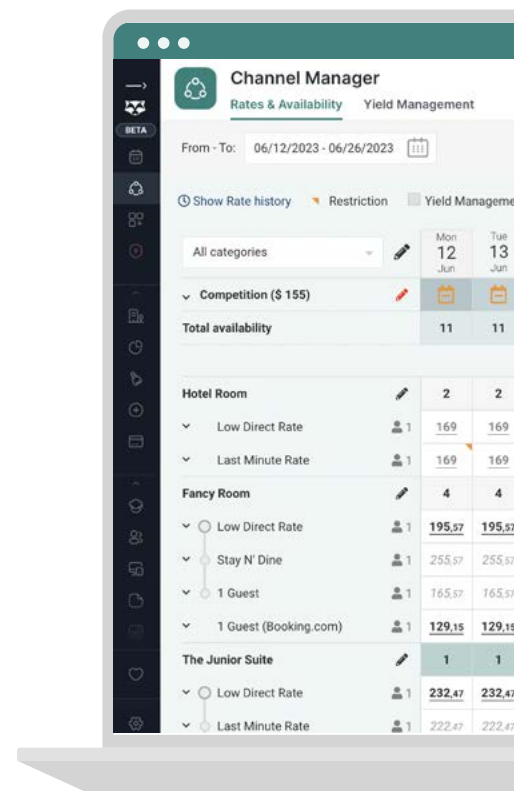 Channel Manager
Rates & Availability Yield Management
BETA
From - To: 06/12/2023 - 06/26/2023
Show Rate history Restriction Yield Manageme
All categories Mon 12 Jun Tue 13 Jun
Competition ($ 155)
Total availability 11 11
Hotel Room 2 2
Low Direct Rate 1 169 169
Last Minute Rate 1 169 169
Fancy Room 4 4
Low Direct Rate 1 195,57 195,57
Stay N' Dine 1 255,57 255,57
1 Guest 1 165,57 165,57
1 Guest (Booking.com) 1 129,15 129,15
The Junior Suite 1 1
Low Direct Rate 1 232,47 232,47
Last Minute Rate 1 222,47 222,47